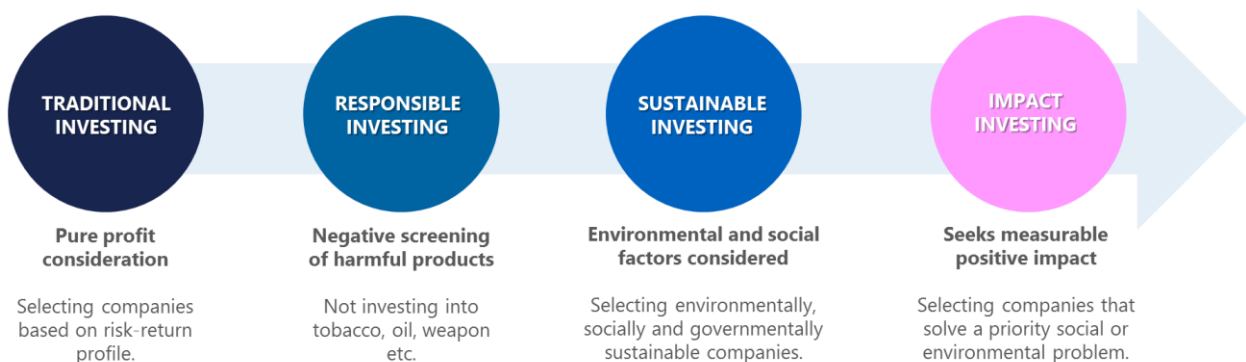 TRADITIONAL
INVESTING
Pure profit
consideration
Selecting companies
based on risk-return
profile.
RESPONSIBLE
INVESTING
Negative screening
of harmful products
Not investing into
tobacco, oil, weapon
etc.
SUSTAINABLE
INVESTING
Environmental and social
factors considered
Selecting environmentally,
socially and governmentally
sustainable companies.
IMPACT
INVESTING
Seeks measurable
positive impact
Selecting companies that
solve a priority social or
environmental problem.